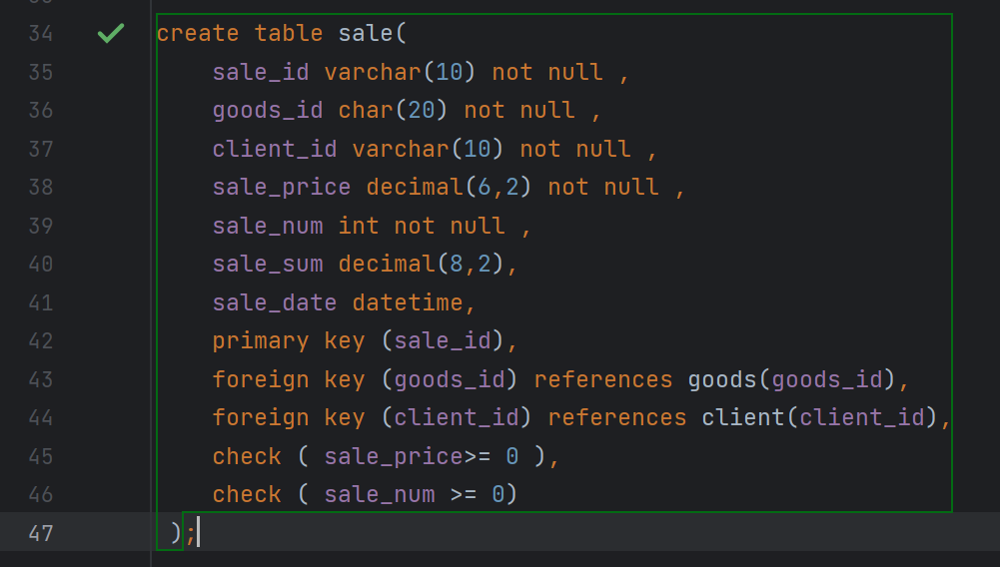 34 create table sale(
35 sale_id varchar(10) not null ,
36 goods_id char(20) not null ,
37 client_id varchar(10) not null ,
38 sale_price decimal(6,2) not null ,
39 sale_num int not null ,
40 sale_sum decimal(8,2),
41 sale_date datetime,
42 primary key (sale_id),
43 foreign key (goods_id) references goods(goods_id),
44 foreign key (client_id) references client(client_id),
45 check ( sale_price>= 0 ),
46 check ( sale_num >= 0)
47 );